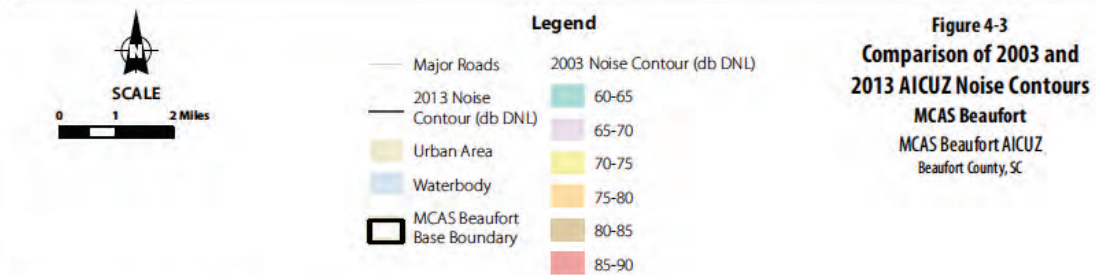 N
SCALE
0 1 2 Miles
Legend
Major Roads
2013 Noise
Contour (db DNL)
Urban Area
Waterbody
MCAS Beaufort
Base Boundary
2003 Noise Contour (db DNL)
60-65
65-70
70-75
75-80
80-85
85-90
Figure 4-3
Comparison of 2003 and
2013 AICUZ Noise Contours
MCAS Beaufort
MCAS Beaufort AICUZ
Beaufort County, SC